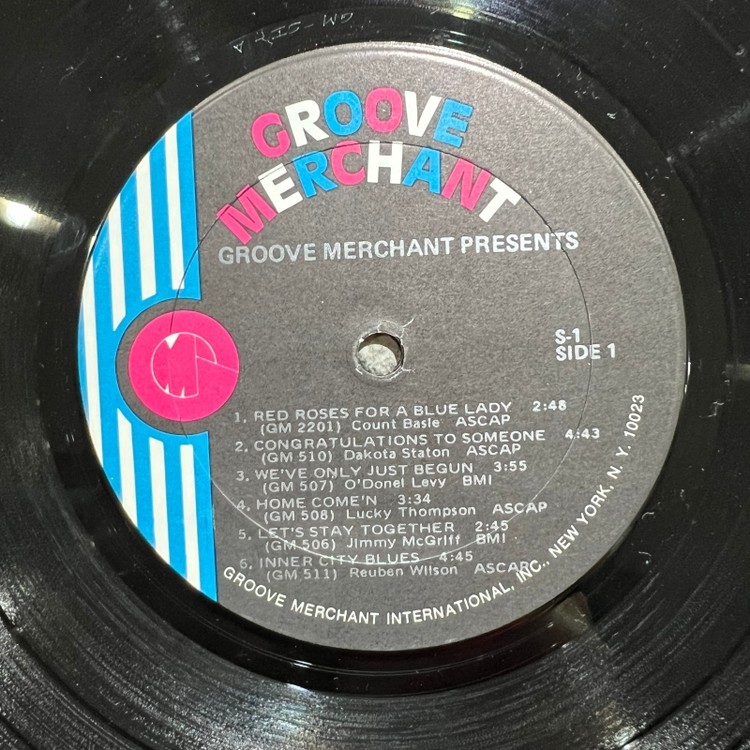 GROOVE
MERCHANT
GROOVE MERCHANT PRESENTS
S-1
SIDE 1
1. RED ROSES FOR A BLUE LADY 2:48
(GM 2201) Count Basie ASCAP
2. CONGRATULATIONS TO SOMEONE 4:43
(GM 510) Dakota Staton ASCAP
3. WE'VE ONLY JUST BEGUN 3:55
(GM 507) O'Donel Levy BMI
4. HOME COME'N 3:34
(GM 508) Lucky Thompson ASCAP
5. LET'S STAY TOGETHER 2:45
(GM 506) Jimmy McGriff BMI
6. INNER CITY BLUES 4:45
(GM 511) Reuben Wilson ASCAP
GROOVE MERCHANT INTERNATIONAL, INC., NEW YORK, N. Y. 10023